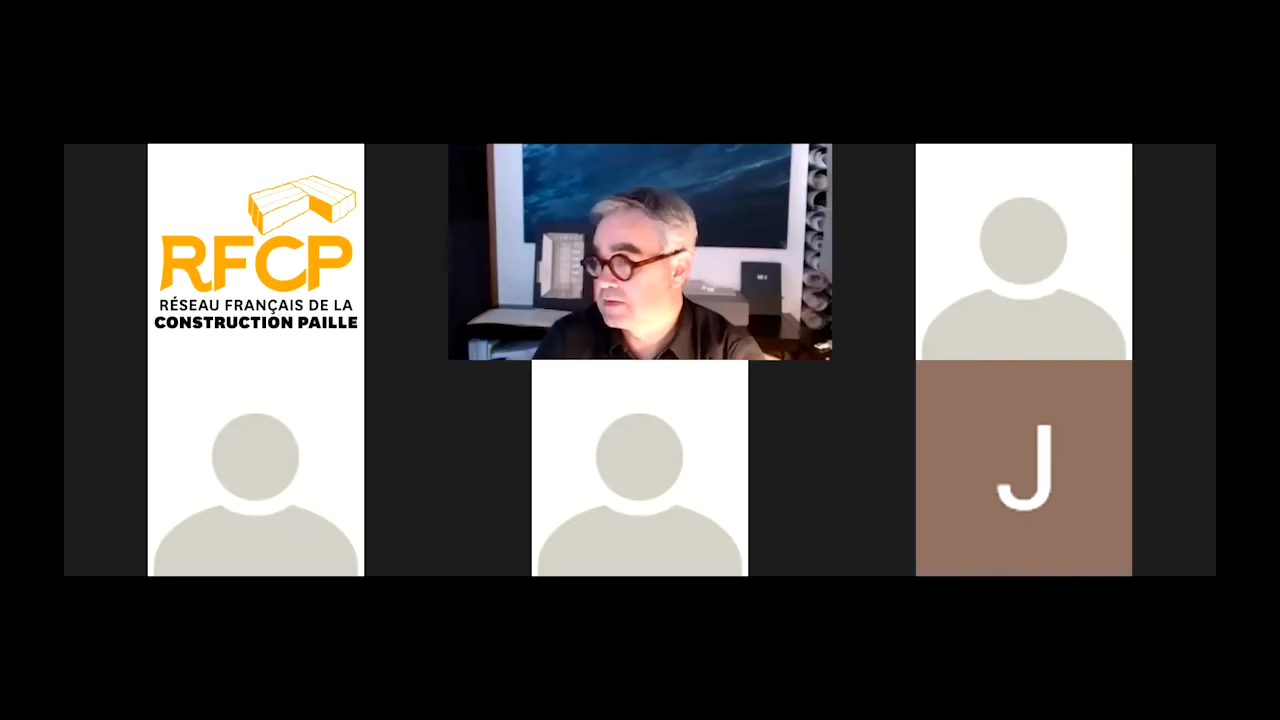 RFCP
RÉSEAU FRANÇAIS DE LA
CONSTRUCTION PAILLE
J